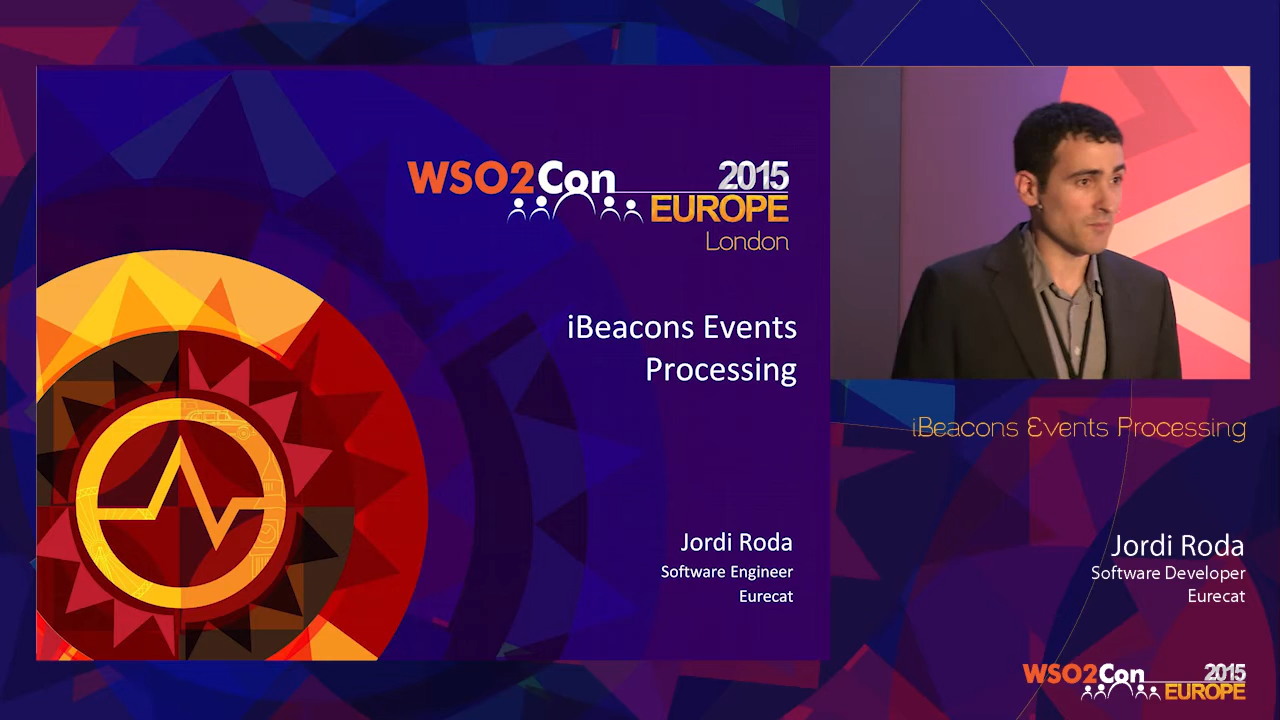 WSO2Con 2015
EUROPE
London
iBeacons Events
Processing
Jordi Roda
Software Engineer
Eurecat
iBeacons Events Processing
Jordi Roda
Software Developer
Eurecat
WSO2Con 2015
EUROPE